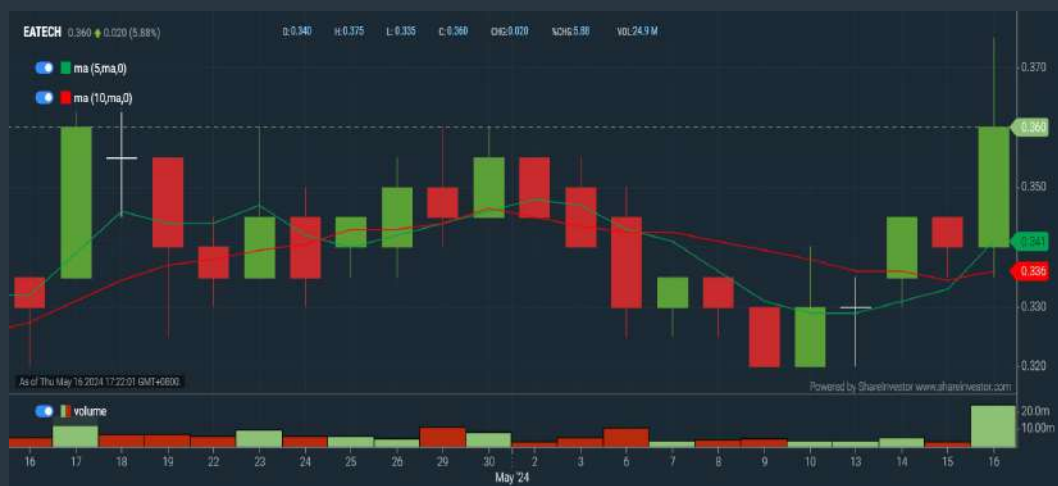 EATECH 0.360 0.020 (5.88%) O:0.340 H:0.375 L:0.335 C:0.360 CHG:0.020 %CHG:5.88 VOL:24.9 M
ma (5,ma,0)
ma (10,ma,0)
0.370
0.360
0.350
0.341
0.336
0.330
0.320
As of Thu May 16 2024 17:22:01 GMT+0800.
Powered by ShareInvestor www.shareinvestor.com
volume
20.0m
10.00m
16 17 18 19 22 23 24 25 26 29 30 2 3 6 7 8 9 10 13 14 15 16
May '24